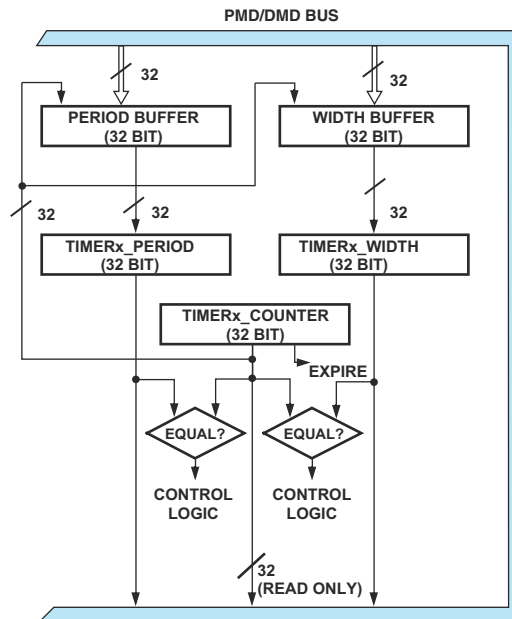 PMD/DMD BUS
32
32
PERIOD BUFFER
(32 BIT)
WIDTH BUFFER
(32 BIT)
32
32
32
TIMERx_PERIOD
(32 BIT)
TIMERx_WIDTH
(32 BIT)
TIMERx_COUNTER
(32 BIT)
EXPIRE
EQUAL?
EQUAL?
CONTROL
LOGIC
CONTROL
LOGIC
32
(READ ONLY)